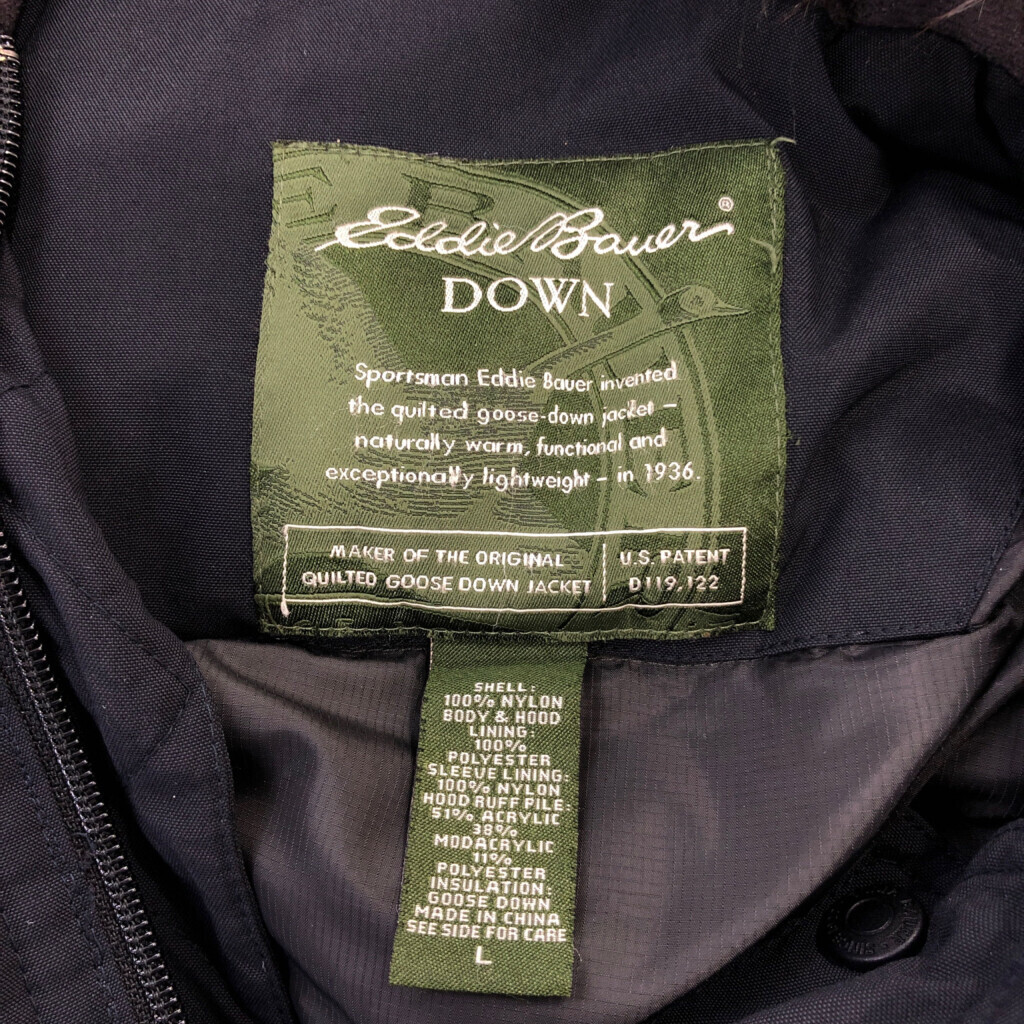 Eddie Bauer®
DOWN
Sportsman Eddie Bauer invented
the quilted goose-down jacket –
naturally warm, functional and
exceptionally lightweight – in 1936.
MAKER OF THE ORIGINAL
QUILTED GOOSE DOWN JACKET
U.S. PATENT
D119,122
SHELL:
100% NYLON
BODY & HOOD
LINING:
100%
POLYESTER
SLEEVE LINING:
100% NYLON
HOOD RUFF PILE:
51% ACRYLIC
38%
MODACRYLIC
11%
POLYESTER
INSULATION:
GOOSE DOWN
MADE IN CHINA
SEE SIDE FOR CARE
L